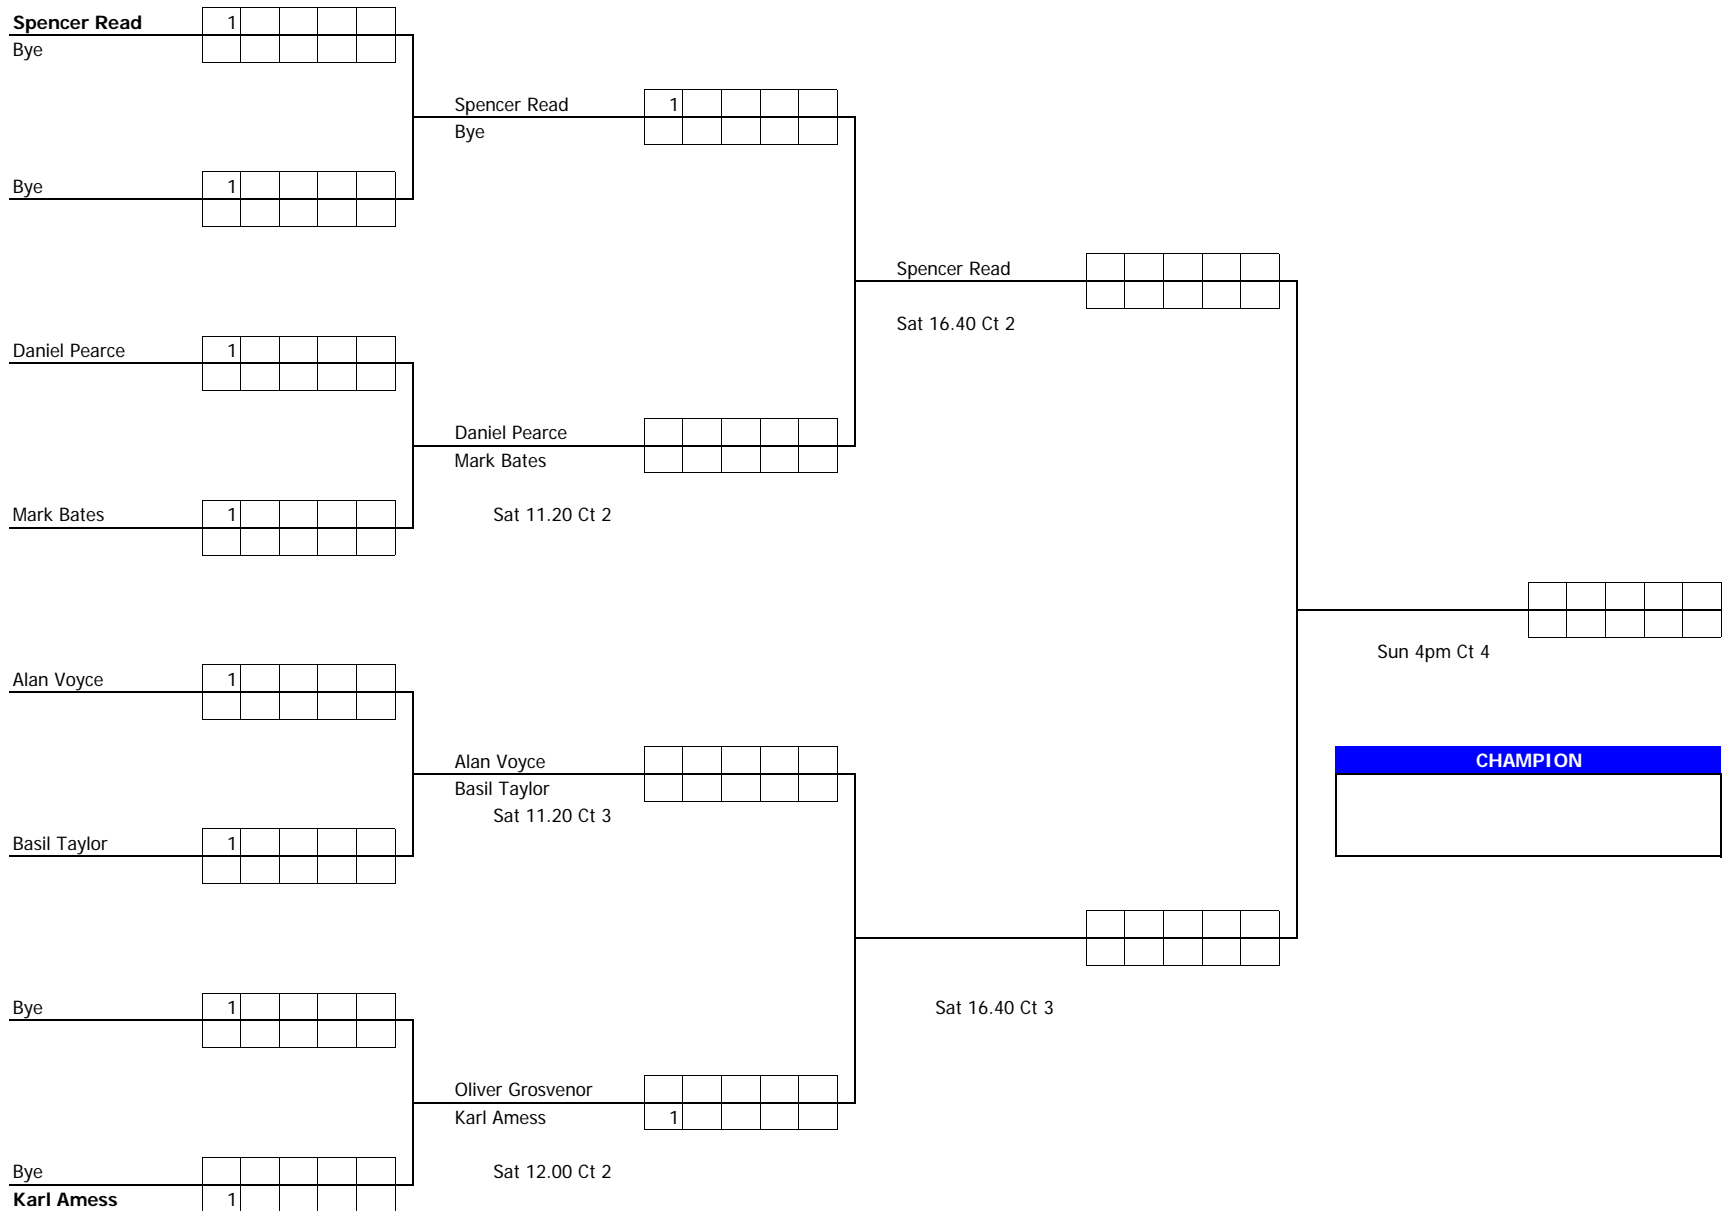 Spencer Read 1
Bye
Spencer Read 1
Bye
Bye 1
Spencer Read
Sat 16.40 Ct 2
Daniel Pearce 1
Daniel Pearce
Mark Bates
Mark Bates 1
Sat 11.20 Ct 2
Sun 4pm Ct 4
Alan Voyce 1
Alan Voyce
Basil Taylor
Sat 11.20 Ct 3
CHAMPION
Basil Taylor 1
Bye 1
Sat 16.40 Ct 3
Oliver Grosvenor
Karl Amess 1
Bye
Sat 12.00 Ct 2
Karl Amess 1